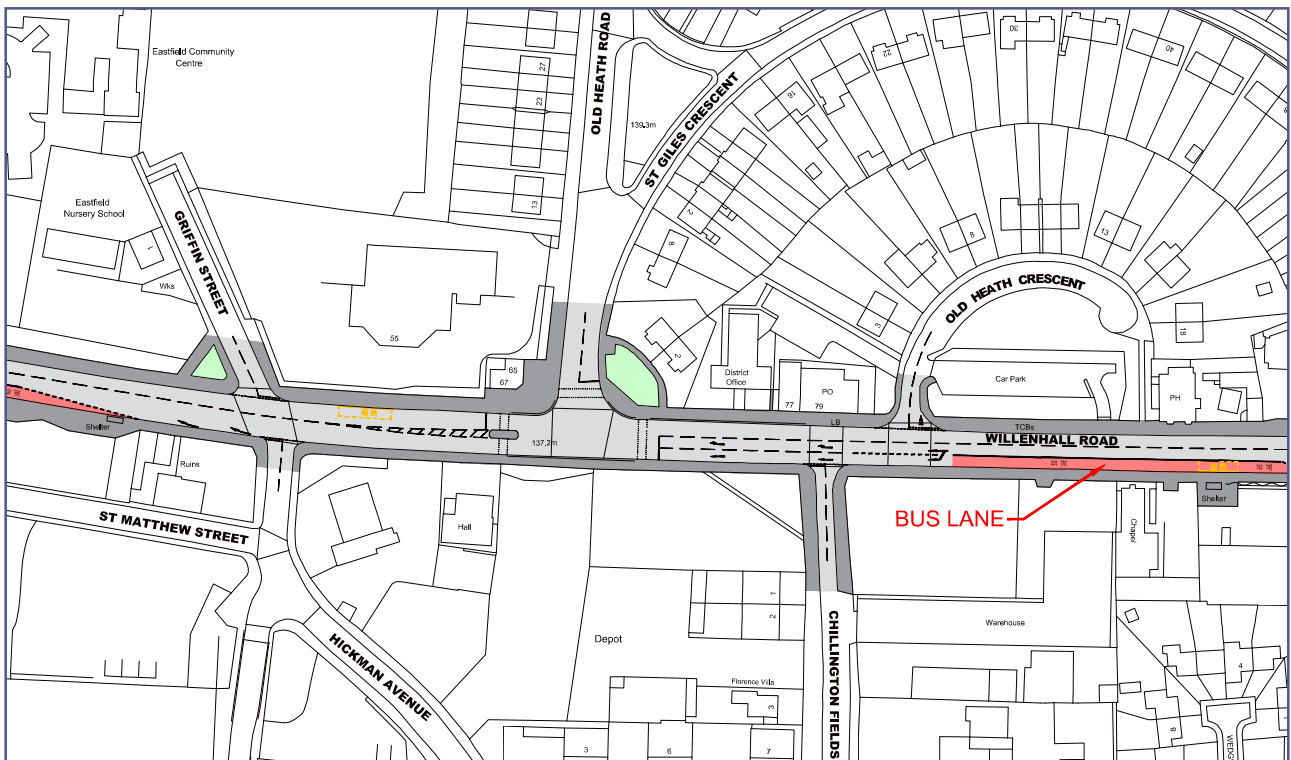 Eastfield Community
Centre
27
23
13
OLD HEATH ROAD
139.3m
ST GILES CRESCENT
16
22
30
40
Eastfield
Nursery School
1
Wks
GRIFFIN STREET
55
65
67
2
8
2
3
8
13
18
OLD HEATH CRESCENT
District
Office
PO
77
79
Car Park
PH
LB
TCBs
WILLENHALL ROAD
137.2m
Shelter
Shelter
BUS LANE
Ruins
ST MATTHEW STREET
Hall
Chapel
HICKMAN AVENUE
Depot
1
2
CHILLINGTON FIELDS
Warehouse
Florence Villa
3
3
6
7
4
8
WEDG